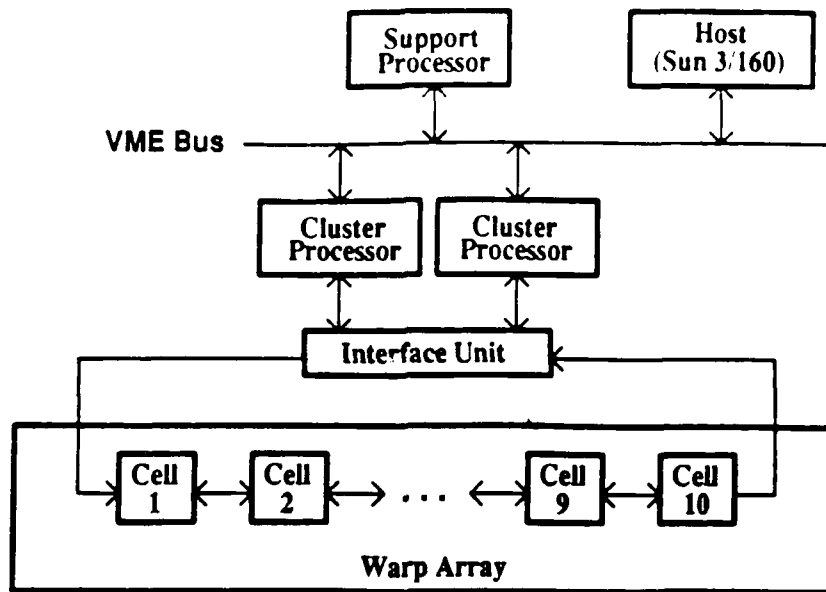 Support
Processor
Host
(Sun 3/160)
VME Bus
Cluster
Processor
Cluster
Processor
Interface Unit
Cell
1
Cell
2
. . .
Cell
9
Cell
10
Warp Array